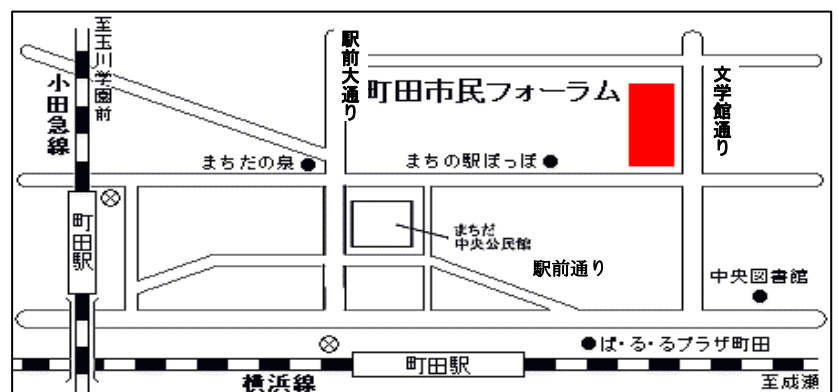 至玉川学園前
小田急線
駅前大通り
町田市民フォーラム
文学館通り
まちだの泉
まちの駅ぽっぽ
町田駅
まちだ
中央公民館
駅前通り
中央図書館
ぱ・る・るプラザ町田
町田駅
横浜線
至成瀬